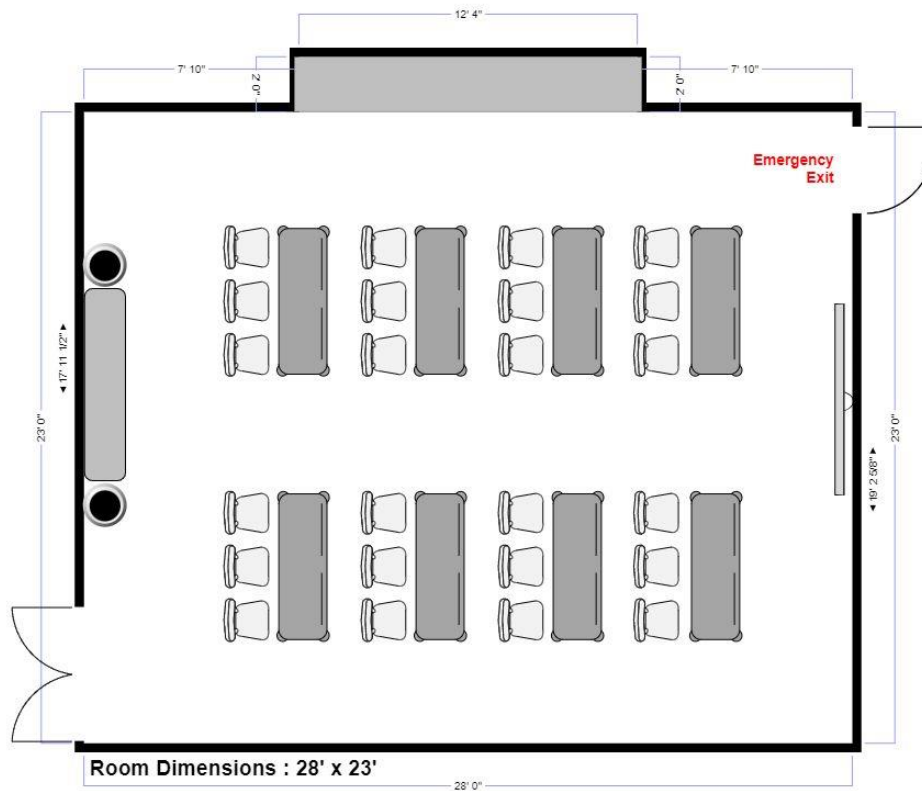 12' 4"
7' 10"
2' 0"
2' 0"
7' 10"
Emergency
Exit
◄17' 11 1/2"►
23' 0"
23' 0"
◄19' 2 5/8"►
Room Dimensions : 28' x 23'
28' 0"